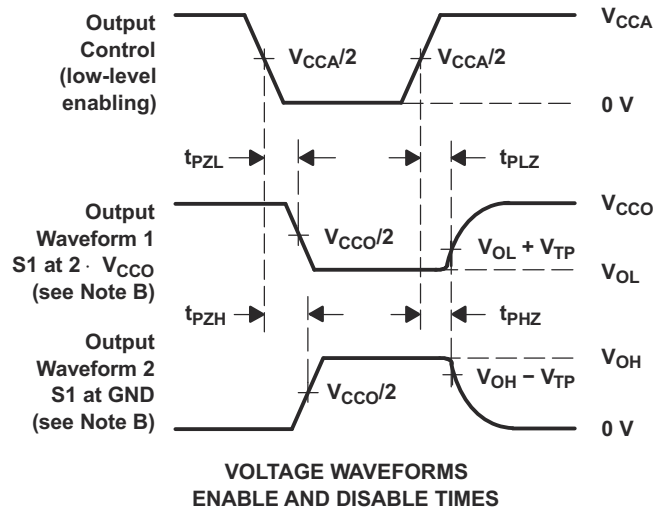 Output
Control
(low-level
enabling)
V_CCA/2
V_CCA/2
V_CCA
0 V
t_PZL
t_PLZ
Output
Waveform 1
S1 at 2 · V_CCO
(see Note B)
V_CCO/2
V_CCO
V_OL + V_TP
V_OL
t_PZH
t_PHZ
Output
Waveform 2
S1 at GND
(see Note B)
V_CCO/2
V_OH
V_OH − V_TP
0 V
VOLTAGE WAVEFORMS
ENABLE AND DISABLE TIMES